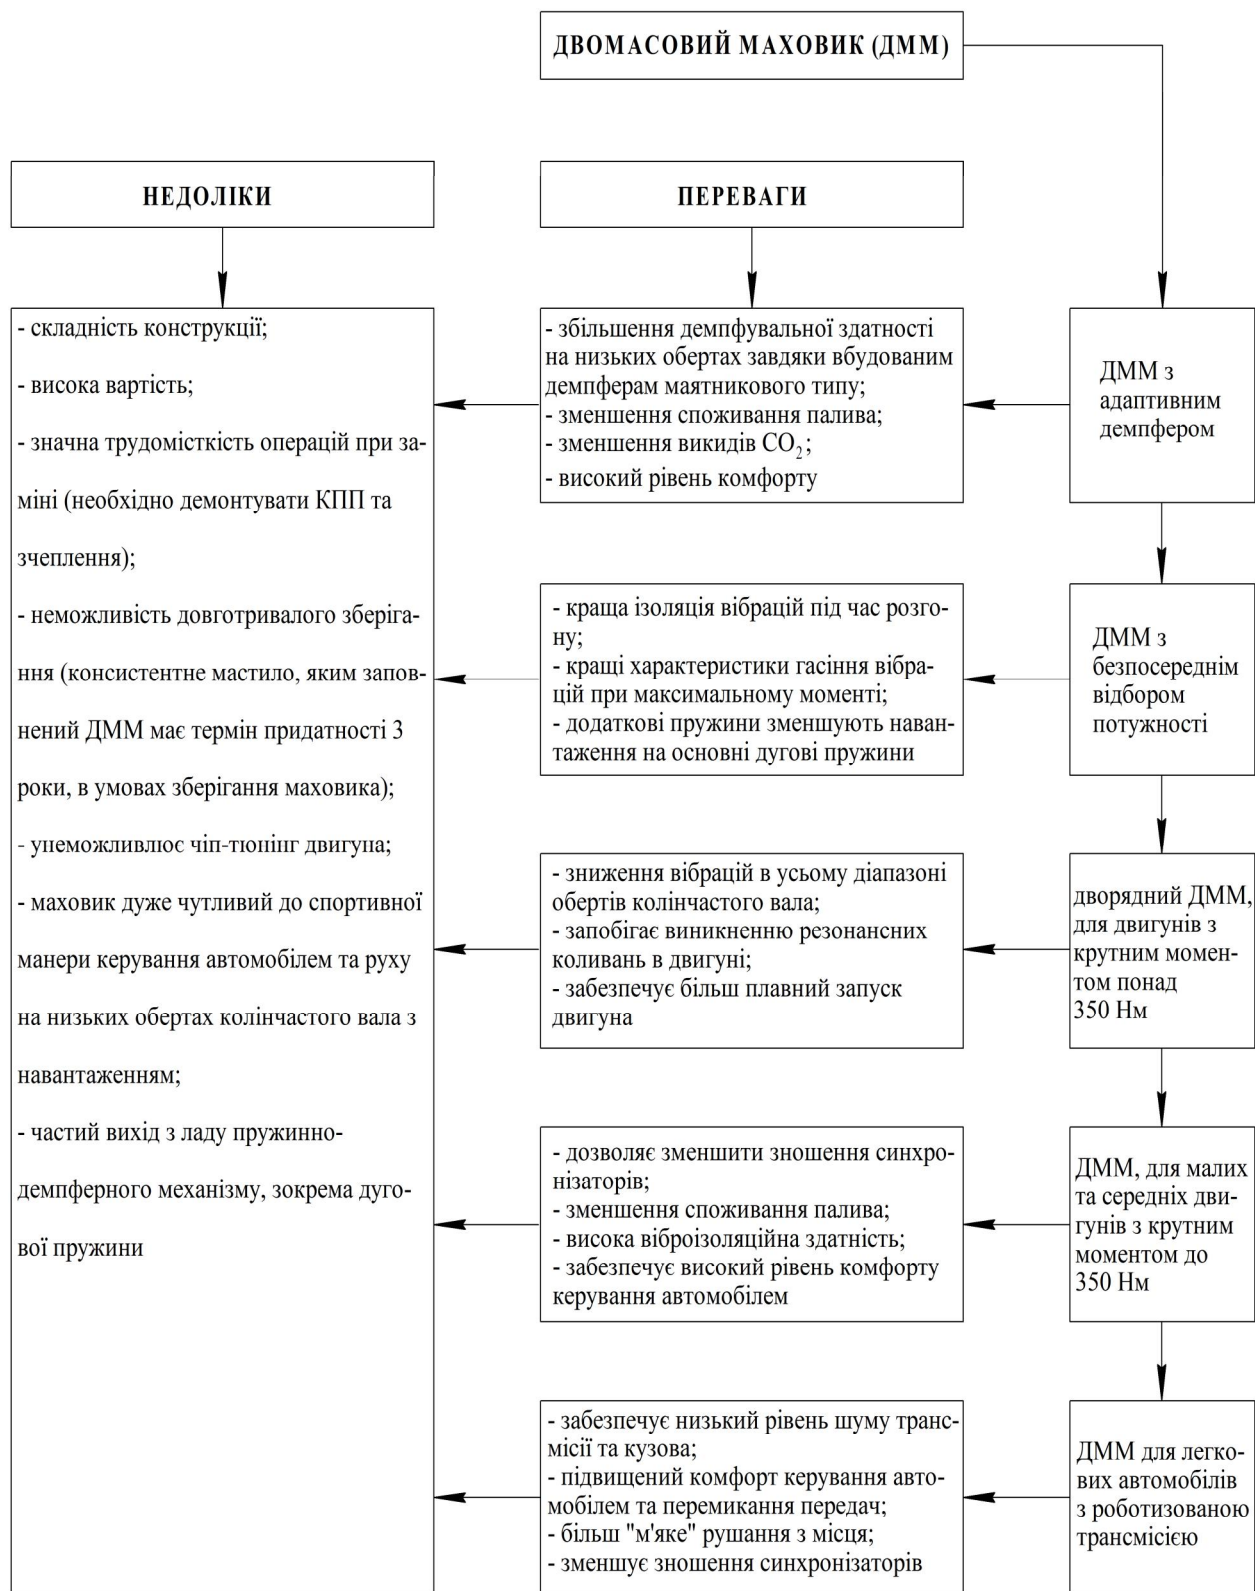 ДВОМАСОВИЙ МАХОВИК (ДММ)
НЕДОЛІКИ
- складність конструкції;
- висока вартість;
- значна трудомісткість операцій при за-
міні (необхідно демонтувати КПП та
зчеплення);
- неможливість довготривалого зберіга-
ння (консистентне мастило, яким запов-
нений ДММ має термін придатності 3
роки, в умовах зберігання маховика);
- унеможливлює чіп-тюнінг двигуна;
- маховик дуже чутливий до спортивної
манери керування автомобілем та руху
на низьких обертах колінчастого вала з
навантаженням;
- частий вихід з ладу пружинно-
демпферного механізму, зокрема дуго-
вої пружини
ПЕРЕВАГИ
- збільшення демпфувальної здатності
на низьких обертах завдяки вбудованим
демпферам маятникового типу;
- зменшення споживання палива;
- зменшення викидів CO₂;
- високий рівень комфорту
ДММ з
адаптивним
демпфером
- краща ізоляція вібрацій під час розго-
ну;
- кращі характеристики гасіння вібра-
цій при максимальному моменті;
- додаткові пружини зменшують наван-
таження на основні дугові пружини
ДММ з
безпосереднім
відбором
потужності
- зниження вібрацій в усьому діапазоні
обертів колінчастого вала;
- запобігає виникненню резонансних
коливань в двигуні;
- забезпечує більш плавний запуск
двигуна
дворядний ДММ,
для двигунів з
крутним момен-
том понад
350 Нм
- дозволяє зменшити зношення синхро-
нізаторів;
- зменшення споживання палива;
- висока віброізоляційна здатність;
- забезпечує високий рівень комфорту
керування автомобілем
ДММ, для малих
та середніх дви-
гунів з крутним
моментом до
350 Нм
- забезпечує низький рівень шуму транс-
місії та кузова;
- підвищений комфорт керування авто-
мобілем та перемикання передач;
- більш "м'яке" рушання з місця;
- зменшує зношення синхронізаторів
ДММ для легко-
вих автомобілів
з роботизованою
трансмісією